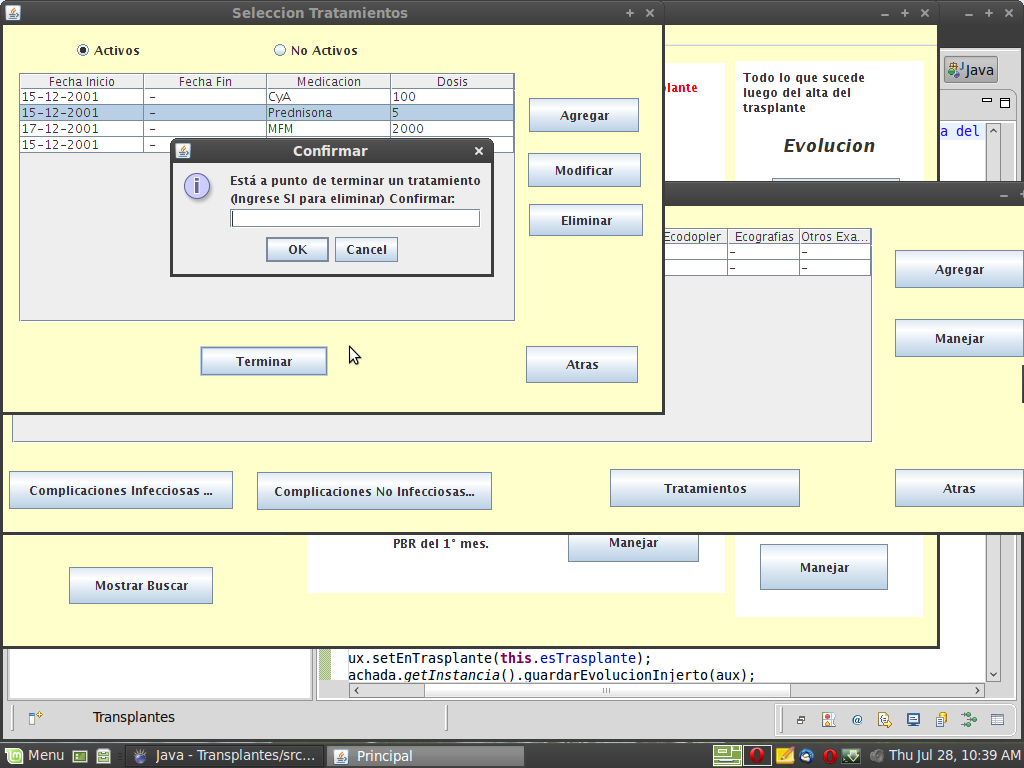 Seleccion Tratamientos
Activos
No Activos
Fecha Inicio Fecha Fin Medicacion Dosis
15-12-2001 - CyA 100
15-12-2001 - Prednisona 5
17-12-2001 - MFM 2000
15-12-2001 -
Agregar
Modificar
Eliminar
Confirmar
Está a punto de terminar un tratamiento
(Ingrese SI para eliminar) Confirmar:
OK
Cancel
Terminar
Atras
plante
Todo lo que sucede
luego del alta del
trasplante
Evolucion
Java
a del
Ecodopler Ecografias Otros Exa...
- -
- -
Agregar
Manejar
Complicaciones Infecciosas ...
Complicaciones No Infecciosas...
Tratamientos
Atras
PBR del 1° mes.
Manejar
Manejar
Mostrar Buscar
ux.setEnTrasplante(this.esTrasplante);
achada.getInstancia().guardarEvolucionInjerto(aux);
Transplantes
Menu
Java - Transplantes/src...
Principal
Thu Jul 28, 10:39 AM